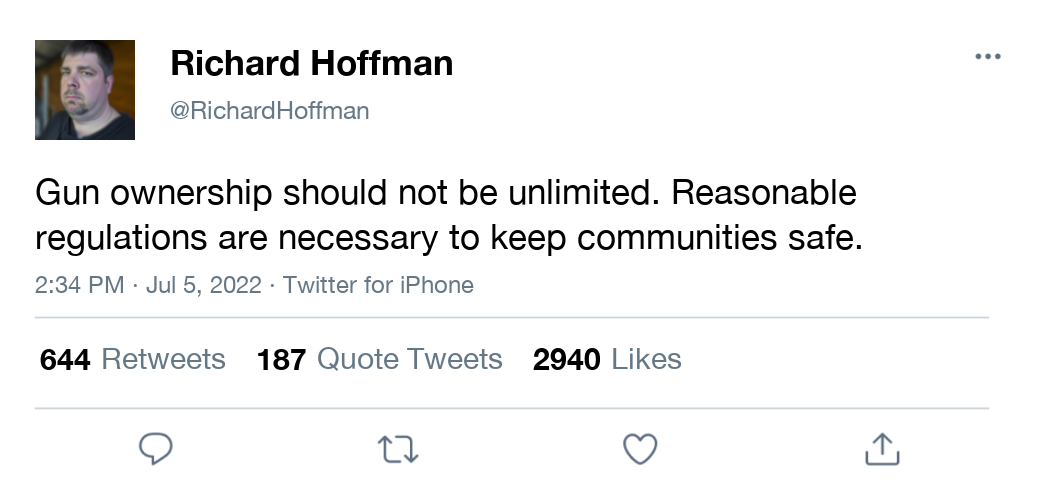 Richard Hoffman
@RichardHoffman
Gun ownership should not be unlimited. Reasonable
regulations are necessary to keep communities safe.
2:34 PM · Jul 5, 2022 · Twitter for iPhone
644 Retweets 187 Quote Tweets 2940 Likes